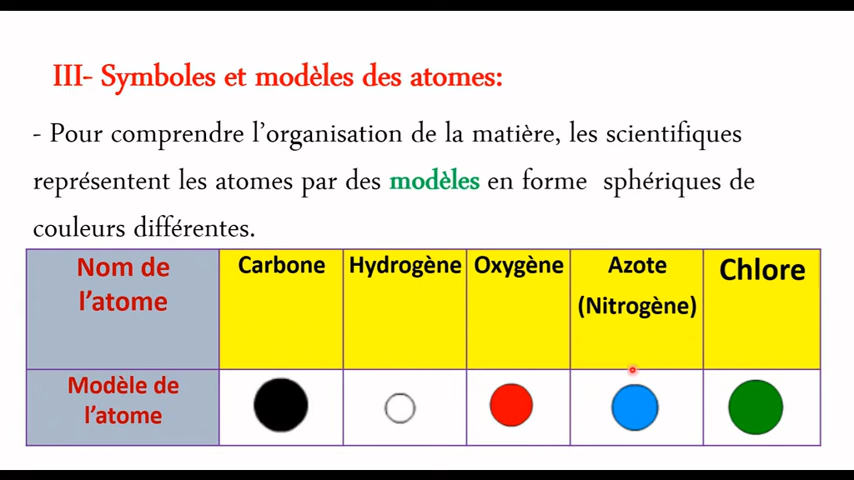 III- Symboles et modèles des atomes:
- Pour comprendre l'organisation de la matière, les scientifiques
représentent les atomes par des modèles en forme sphériques de
couleurs différentes.
Nom de l'atome Carbone Hydrogène Oxygène Azote (Nitrogène) Chlore
Modèle de l'atome